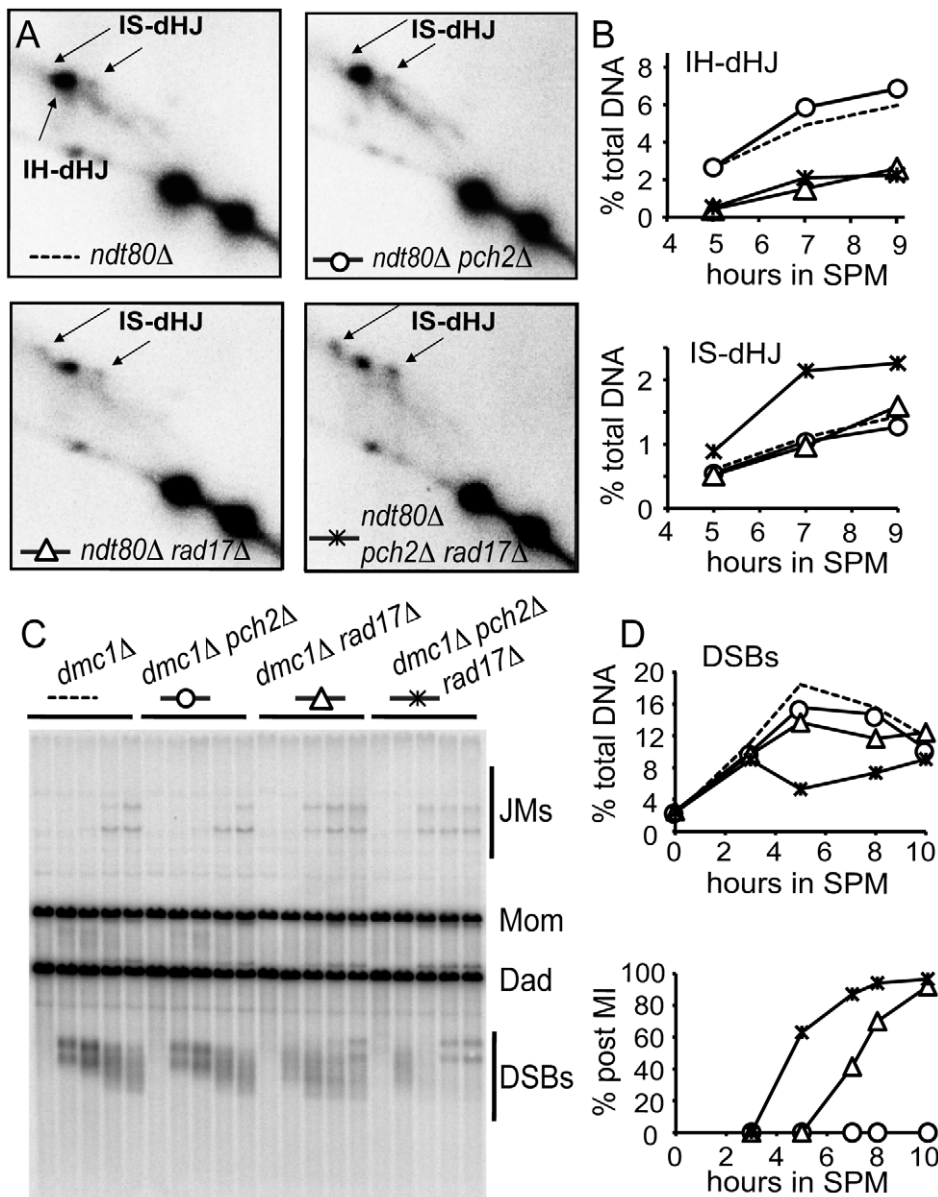 A
IS-dHJ
IH-dHJ
ndt80Δ
IS-dHJ
ndt80Δ pch2Δ
IS-dHJ
ndt80Δ rad17Δ
IS-dHJ
ndt80Δ
pch2Δ rad17Δ
B
IH-dHJ
% total DNA
8
6
4
2
0
4 5 6 7 8 9
hours in SPM
IS-dHJ
% total DNA
2
1
0
4 5 6 7 8 9
hours in SPM
C
dmc1Δ
dmc1Δ pch2Δ
dmc1Δ rad17Δ
dmc1Δ pch2Δ
rad17Δ
JMs
Mom
Dad
DSBs
D
DSBs
% total DNA
20
16
12
8
4
0
0 2 4 6 8 10
hours in SPM
% post MI
100
80
60
40
20
0
0 2 4 6 8 10
hours in SPM